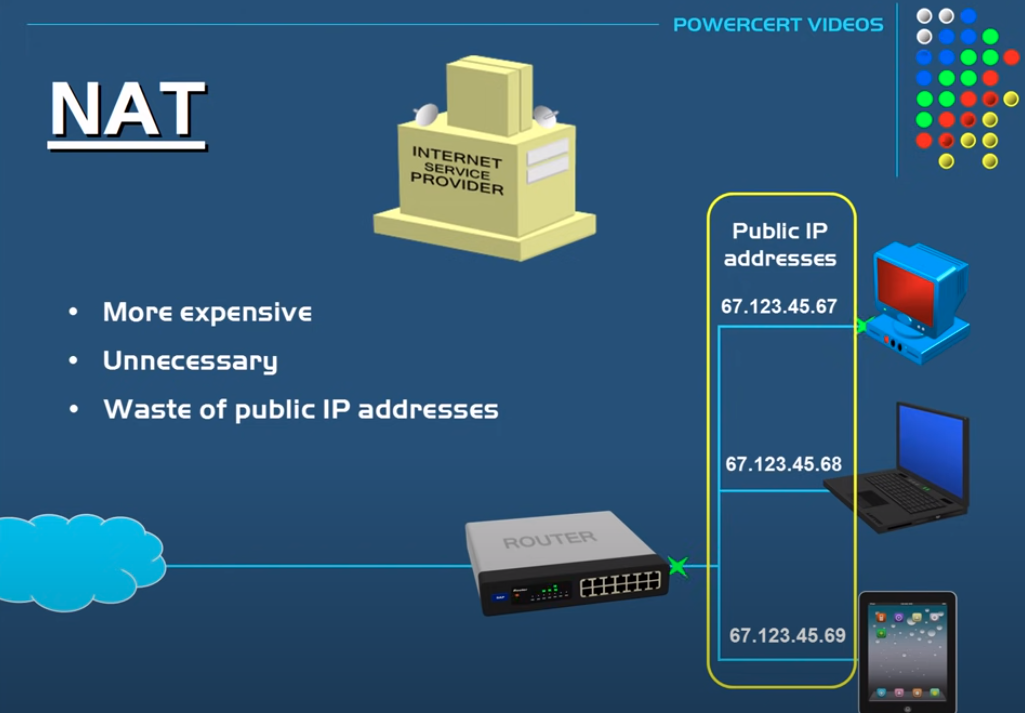 POWERCERT VIDEOS
NAT
INTERNET
SERVICE
PROVIDER
Public IP
addresses
67.123.45.67
• More expensive
• Unnecessary
• Waste of public IP addresses
67.123.45.68
ROUTER
67.123.45.69